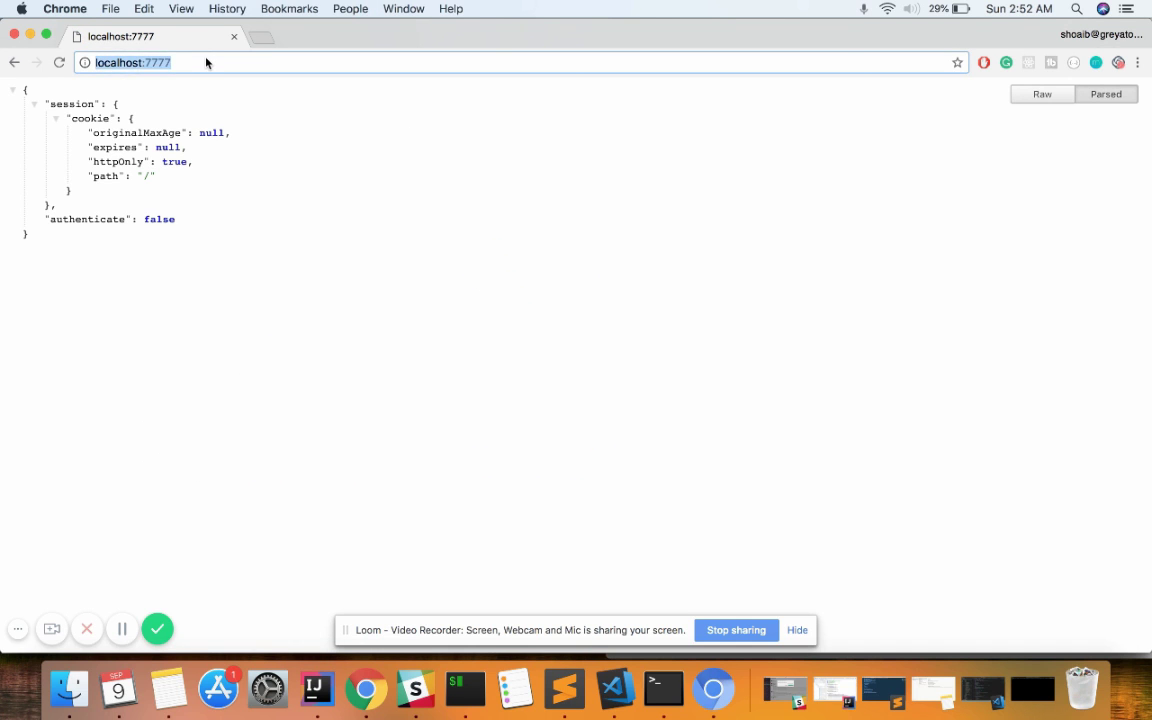 Chrome File Edit View History Bookmarks People Window Help 29% Sun 2:52 AM
localhost:7777
shoaib@greyato...
localhost:7777
Raw Parsed
{
"session": {
"cookie": {
"originalMaxAge": null,
"expires": null,
"httpOnly": true,
"path": "/"
}
},
"authenticate": false
}
Loom - Video Recorder: Screen, Webcam and Mic is sharing your screen. Stop sharing Hide
SEP
9
1
IJ
S
$
>_